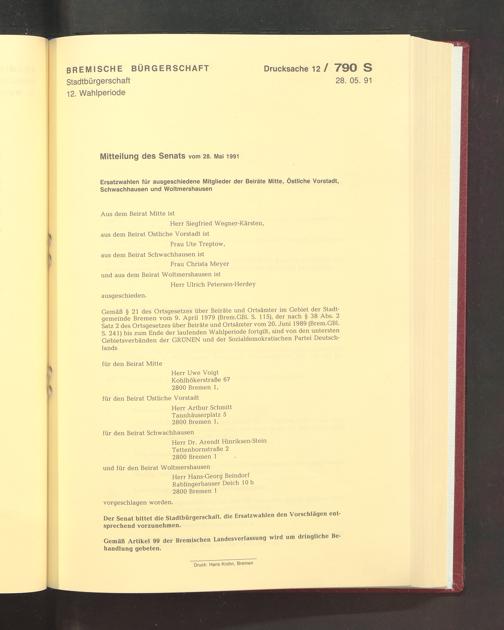 BREMISCHE BÜRGERSCHAFT
Stadtbürgerschaft
12. Wahlperiode
Drucksache 12 / 790 S
28. 05. 91
Mitteilung des Senats vom 28. Mai 1991
Ersatzwahlen für ausgeschiedene Mitglieder der Beiräte Mitte, Östliche Vorstadt,
Schwachhausen und Woltmershausen
Aus dem Beirat Mitte ist
Herr Siegfried Wegner-Kärsten,
aus dem Beirat Östliche Vorstadt ist
Frau Ute Treptow,
aus dem Beirat Schwachhausen ist
Frau Christa Meyer
und aus dem Beirat Woltmershausen ist
Herr Ulrich Petersen-Herdey
ausgeschieden.
Gemäß § 21 des Ortsgesetzes über Beiräte und Ortsämter im Gebiet der Stadt-
gemeinde Bremen vom 9. April 1979 (Brem.GBl. S. 115), der nach § 38 Abs. 2
Satz 2 des Ortsgesetzes über Beiräte und Ortsämter vom 20. Juni 1989 (Brem.GBl.
S. 241) bis zum Ende der laufenden Wahlperiode fortgilt, sind von den untersten
Gebietsverbänden der GRÜNEN und der Sozialdemokratischen Partei Deutsch-
lands
für den Beirat Mitte
Herr Uwe Voigt
Kohlhökerstraße 67
2800 Bremen 1,
für den Beirat Östliche Vorstadt
Herr Arthur Schmitt
Tannhäuserplatz 5
2800 Bremen 1,
für den Beirat Schwachhausen
Herr Dr. Arendt Hinriksen-Stein
Tettenbornstraße 2
2800 Bremen 1
und für den Beirat Woltmershausen
Herr Hans-Georg Beindorf
Rablinghauser Deich 10 b
2800 Bremen 1
vorgeschlagen worden.
Der Senat bittet die Stadtbürgerschaft, die Ersatzwahlen den Vorschlägen ent-
sprechend vorzunehmen.
Gemäß Artikel 99 der Bremischen Landesverfassung wird um dringliche Be-
handlung gebeten.
Druck: Hans Krohn, Bremen